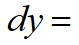 dy =